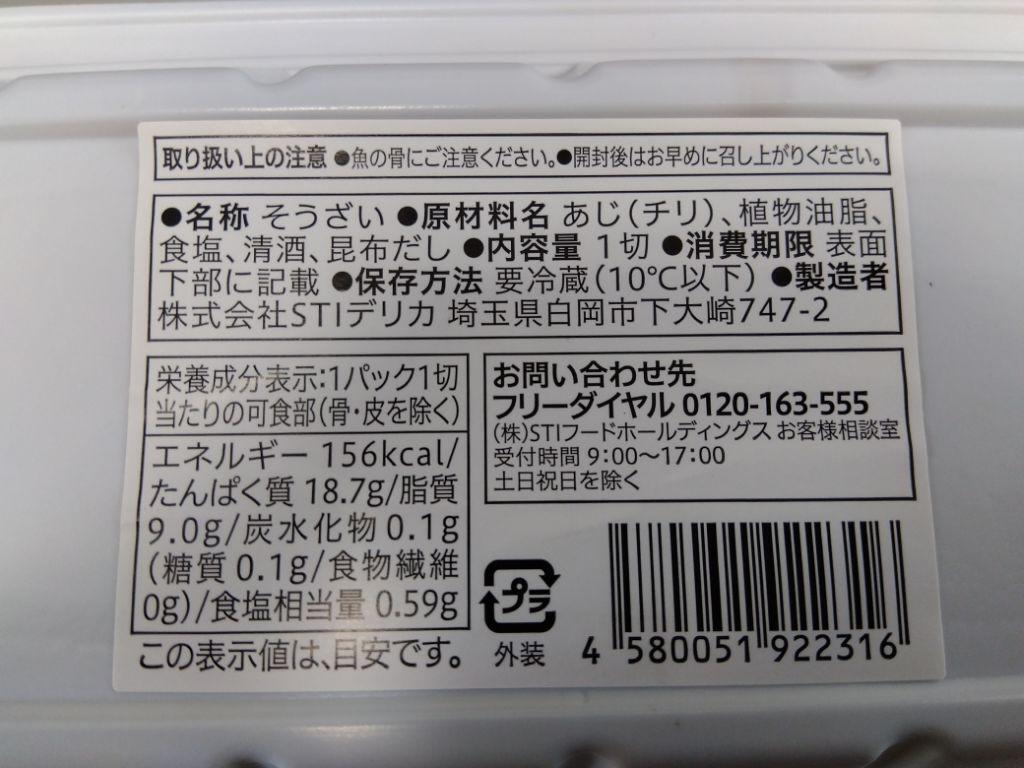 取り扱い上の注意 ●魚の骨にご注意ください。●開封後はお早めに召し上がりください。
●名称 そうざい ●原材料名 あじ(チリ)、植物油脂、
食塩、清酒、昆布だし ●内容量 1切 ●消費期限 表面
下部に記載 ●保存方法 要冷蔵(10℃以下) ●製造者
株式会社STIデリカ 埼玉県白岡市下大崎747-2
栄養成分表示:1パック1切
当たりの可食部(骨・皮を除く)
エネルギー 156kcal/
たんぱく質 18.7g/脂質
9.0g/炭水化物 0.1g
(糖質 0.1g/食物繊維
0g)/食塩相当量 0.59g
この表示値は、目安です。
お問い合わせ先
フリーダイヤル 0120-163-555
(株)STIフードホールディングス お客様相談室
受付時間 9:00～17:00
土日祝日を除く
プラ
外装
4 580051 922316